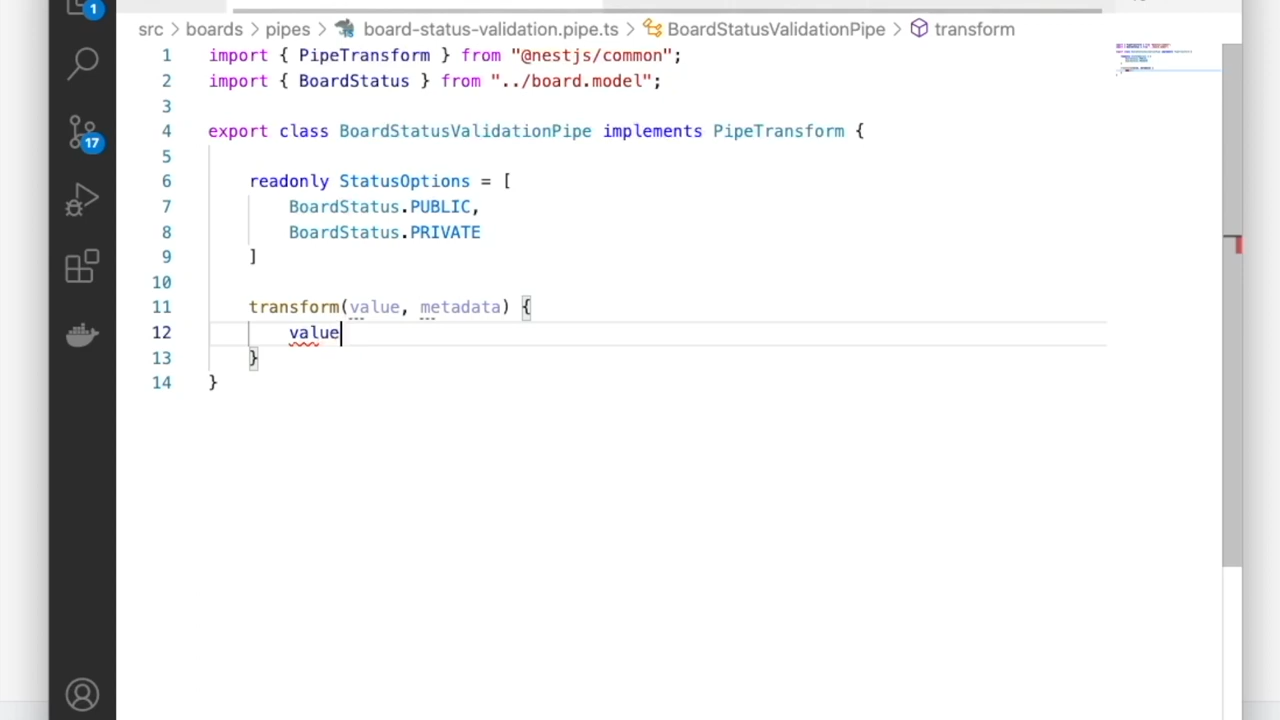 1
src > boards > pipes > board-status-validation.pipe.ts > BoardStatusValidationPipe > transform
1 import { PipeTransform } from "@nestjs/common";
2 import { BoardStatus } from "../board.model";
3
17
4 export class BoardStatusValidationPipe implements PipeTransform {
5
6 readonly StatusOptions = [
7 BoardStatus.PUBLIC,
8 BoardStatus.PRIVATE
9 ]
10
11 transform(value, metadata) {
12 value
13 }
14 }